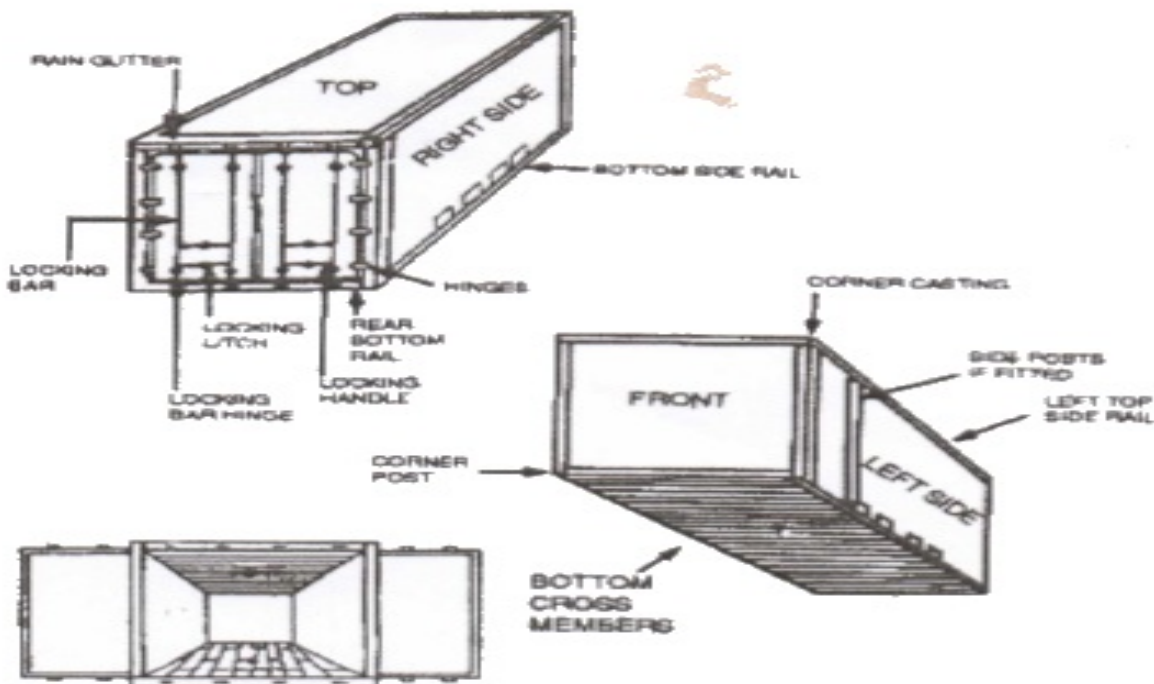 RAIN GUTTER
TOP
RIGHT SIDE
BOTTOM SIDE RAIL
LOCKING
BAR
HINGES
LOCKING
LITCH
REAR
BOTTOM
RAIL
LOCKING
HANDLE
LOCKING
BAR HINGE
CORNER CASTING
SIDE POSTS
IF FITTED
FRONT
LEFT TOP
SIDE RAIL
CORNER
POST
LEFT SIDE
BOTTOM
CROSS
MEMBERS